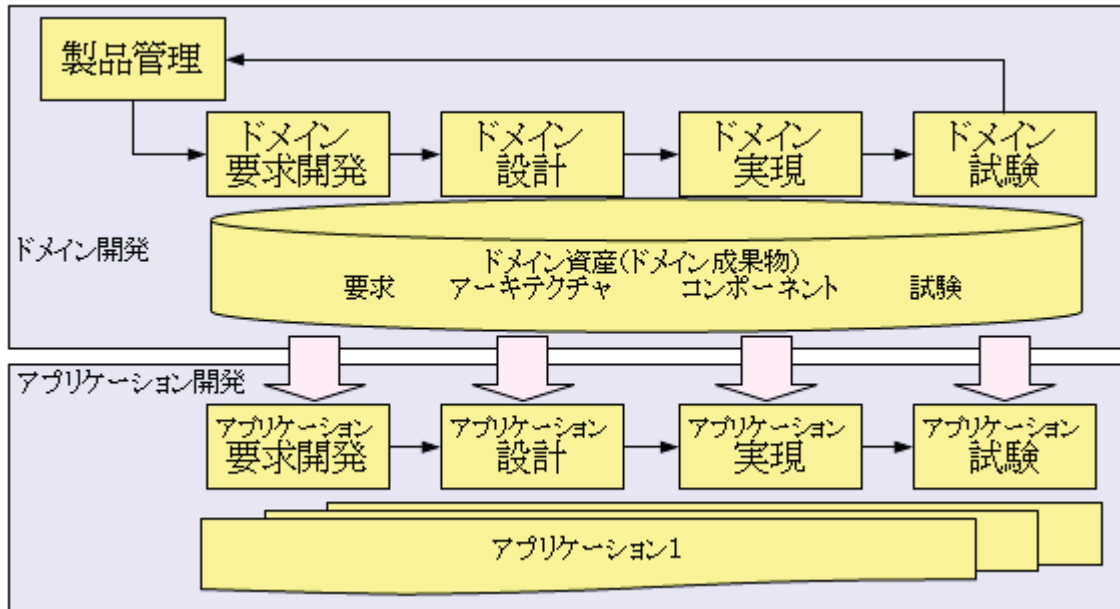 製品管理
ドメイン
要求開発
ドメイン
設計
ドメイン
実現
ドメイン
試験
ドメイン開発
ドメイン資産(ドメイン成果物)
要求 アーキテクチャ コンポーネント 試験
アプリケーション開発
アプリケーション
要求開発
アプリケーション
設計
アプリケーション
実現
アプリケーション
試験
アプリケーション1